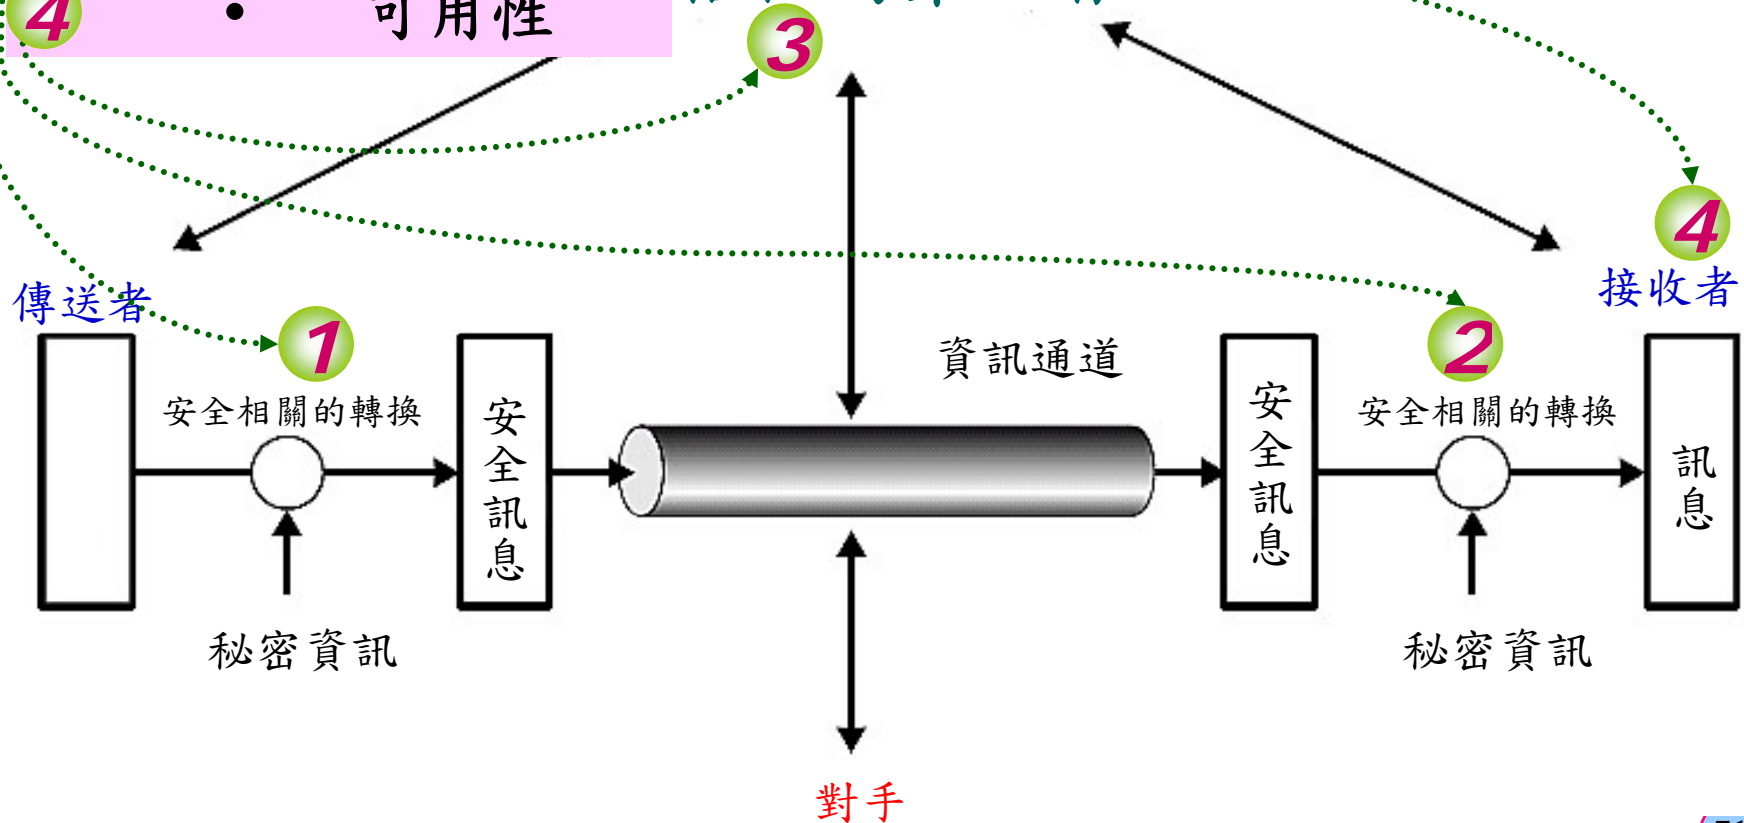 4 • 可用性
3
4
傳送者
接收者
1
2
資訊通道
安全相關的轉換
安全相關的轉換
安全訊息
安全訊息
訊息
秘密資訊
秘密資訊
對手